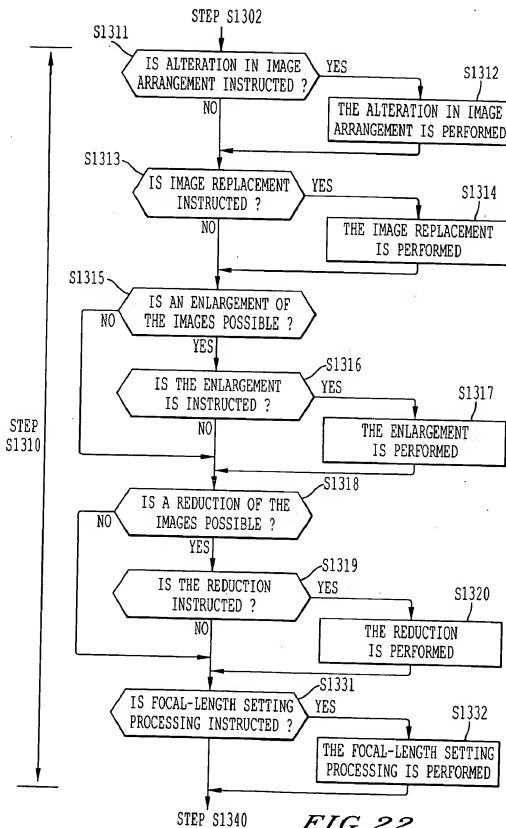 STEP S1302
S1311
IS ALTERATION IN IMAGE
ARRANGEMENT INSTRUCTED ?
YES
NO
S1312
THE ALTERATION IN IMAGE
ARRANGEMENT IS PERFORMED
S1313
IS IMAGE REPLACEMENT
INSTRUCTED ?
YES
NO
S1314
THE IMAGE REPLACEMENT
IS PERFORMED
S1315
IS AN ENLARGEMENT OF
THE IMAGES POSSIBLE ?
NO
YES
S1316
IS THE ENLARGEMENT
IS INSTRUCTED ?
YES
NO
S1317
THE ENLARGEMENT
IS PERFORMED
STEP
S1310
S1318
IS A REDUCTION OF THE
IMAGES POSSIBLE ?
NO
YES
S1319
IS THE REDUCTION
INSTRUCTED ?
YES
NO
S1320
THE REDUCTION
IS PERFORMED
S1331
IS FOCAL-LENGTH SETTING
PROCESSING INSTRUCTED ?
YES
NO
S1332
THE FOCAL-LENGTH SETTING
PROCESSING IS PERFORMED
STEP S1340
FIG. 22